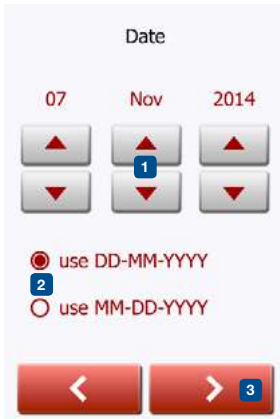 Date
07 Nov 2014
1
use DD-MM-YYYY
2
use MM-DD-YYYY
3